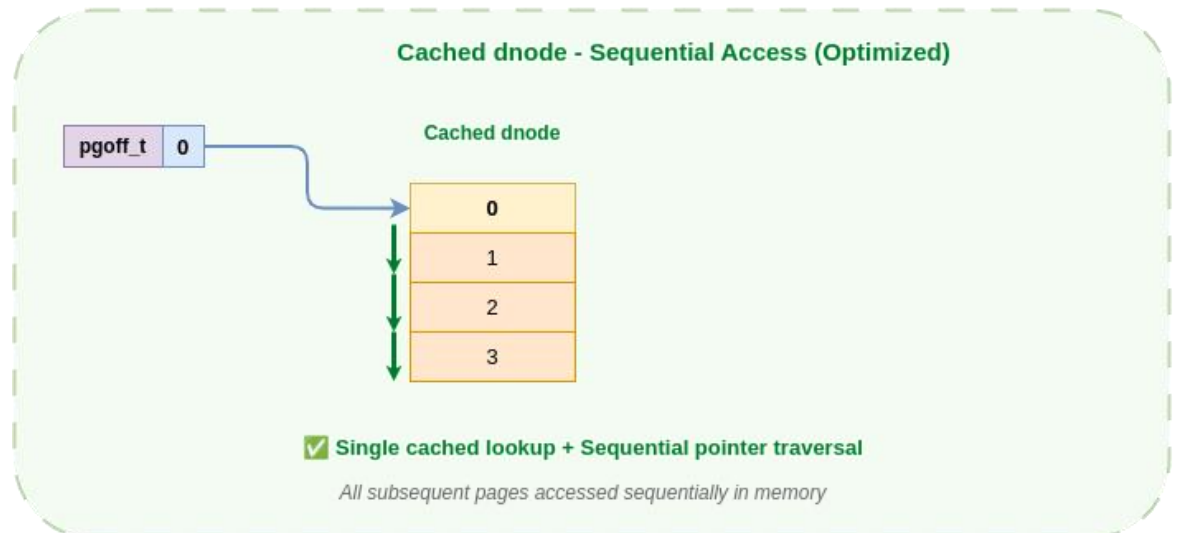 Cached dnode - Sequential Access (Optimized)
Cached dnode
pgoff_t 0
0
1
2
3
✅ Single cached lookup + Sequential pointer traversal
All subsequent pages accessed sequentially in memory